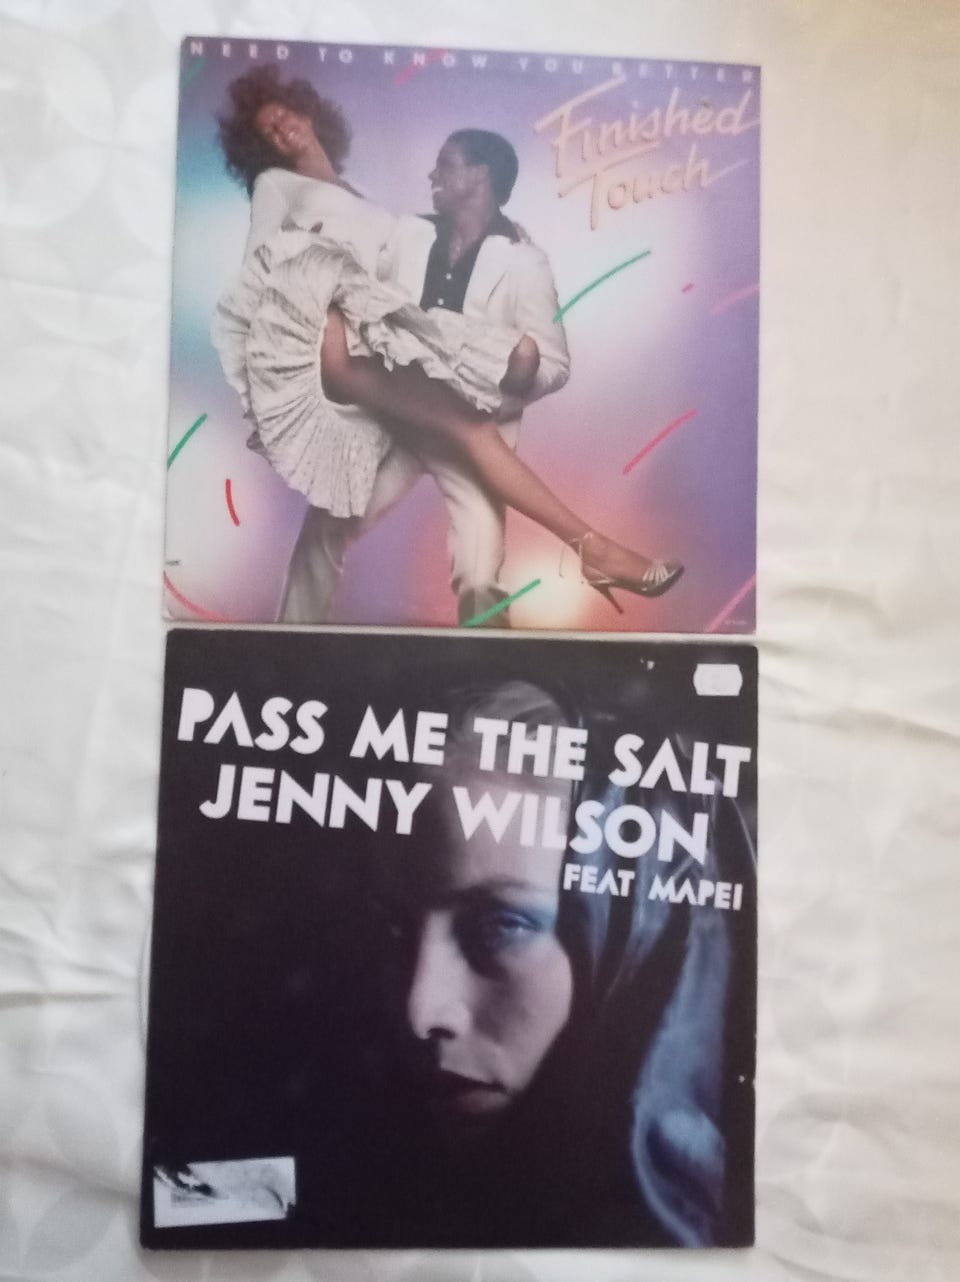 NEED TO KNOW YOU BETTER
Finished
Touch
PASS ME THE SALT
JENNY WILSON
FEAT MAPEI